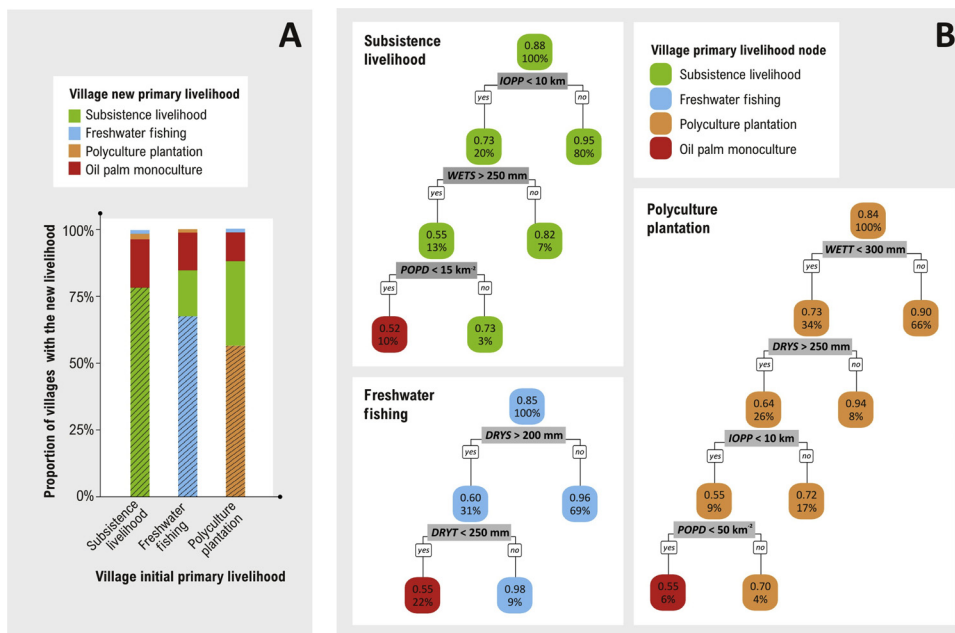 A
Village new primary livelihood
Subsistence livelihood
Freshwater fishing
Polyculture plantation
Oil palm monoculture
Proportion of villages with the new livelihood
100%
75%
50%
25%
0%
Subsistence
livelihood
Freshwater
fishing
Polyculture
plantation
Village initial primary livelihood
B
Subsistence
livelihood
0.88
100%
IOPP < 10 km
yes
no
0.73
20%
0.95
80%
WETS > 250 mm
yes
no
0.55
13%
0.82
7%
POPD < 15 km⁻²
yes
no
0.52
10%
0.73
3%
Freshwater
fishing
0.85
100%
DRYS > 200 mm
yes
no
0.60
31%
0.96
69%
DRYT < 250 mm
yes
no
0.55
22%
0.98
9%
Village primary livelihood node
Subsistence livelihood
Freshwater fishing
Polyculture plantation
Oil palm monoculture
Polyculture
plantation
0.84
100%
WETT < 300 mm
yes
no
0.73
34%
0.90
66%
DRYS > 250 mm
yes
no
0.64
26%
0.94
8%
IOPP < 10 km
yes
no
0.55
9%
0.72
17%
POPD < 50 km⁻²
yes
no
0.55
6%
0.70
4%